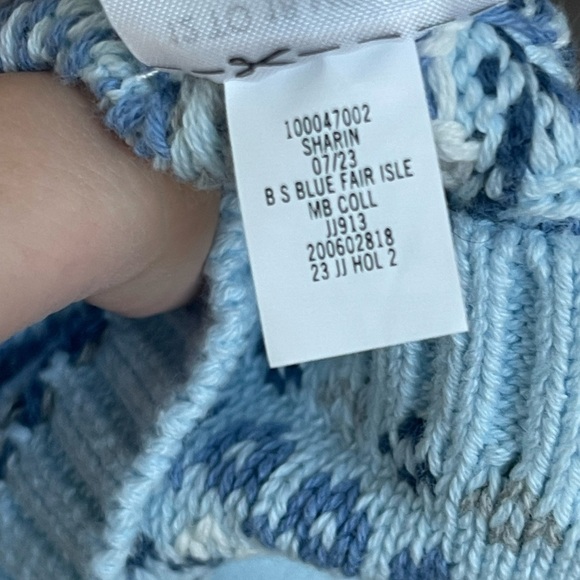 100047002
SHARIN
07/23
B S BLUE FAIR ISLE
MB COLL
JJ913
200602818
23 JJ HOL 2